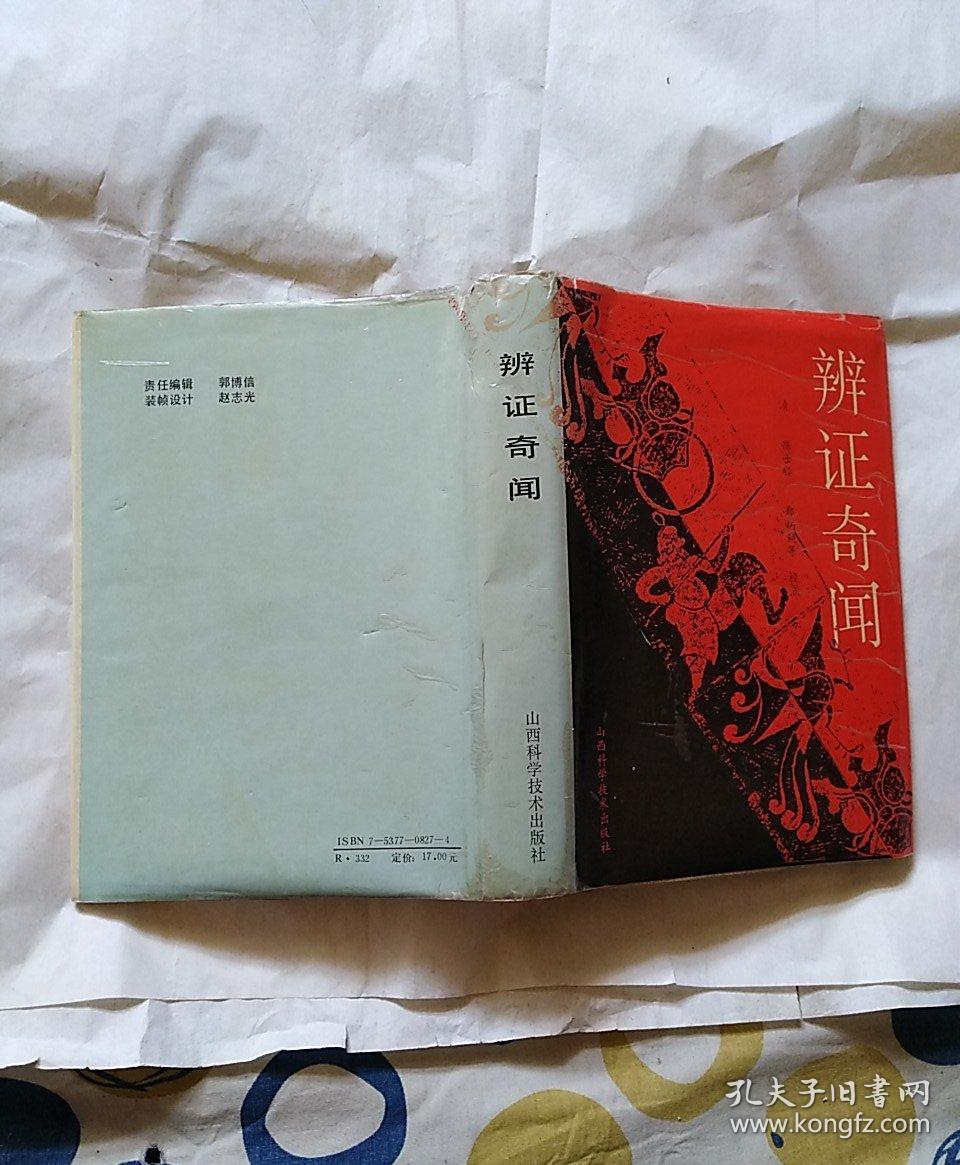 责任编辑 郭博信
装帧设计 赵志光
ISBN 7—5377—0827—4
R·332 定价：17.00元
辨证奇闻
山西科学技术出版社
辨证奇闻
清 陈士铎
山西科学技术出版社
孔夫子旧书网
www.kongfz.com